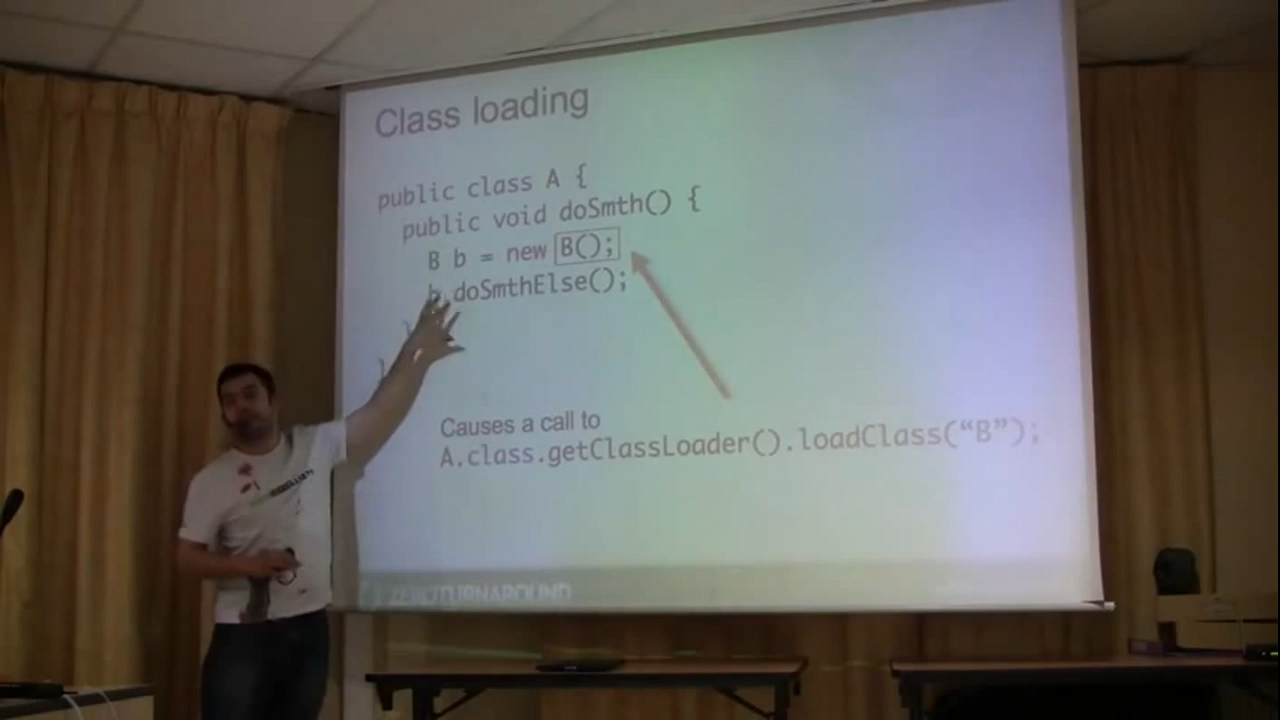 Class loading
public class A {
public void doSmth() {
B b = new B();
b.doSmthElse();
}
}
Causes a call to
A.class.getClassLoader().loadClass(“B”);
ZEROTURNAROUND